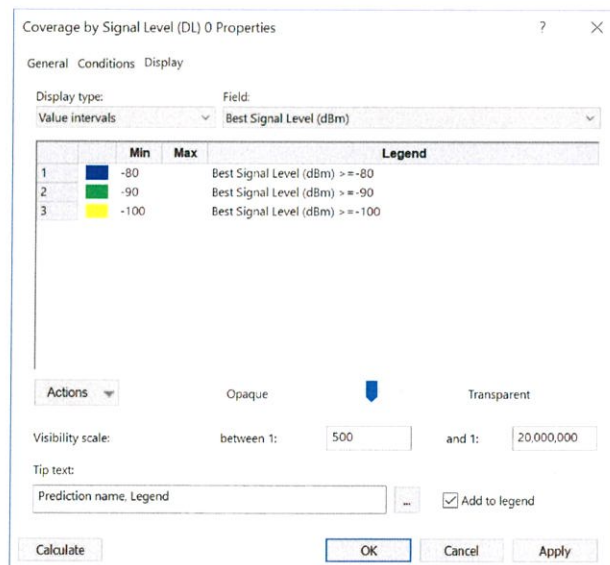 Coverage by Signal Level (DL) 0 Properties ? ×
General Conditions Display
Display type: Field:
Value intervals Best Signal Level (dBm)
Min Max Legend
1 -80 Best Signal Level (dBm) >=-80
2 -90 Best Signal Level (dBm) >=-90
3 -100 Best Signal Level (dBm) >=-100
Actions Opaque Transparent
Visibility scale: between 1: 500 and 1: 20,000,000
Tip text:
Prediction name, Legend ... Add to legend
Calculate OK Cancel Apply